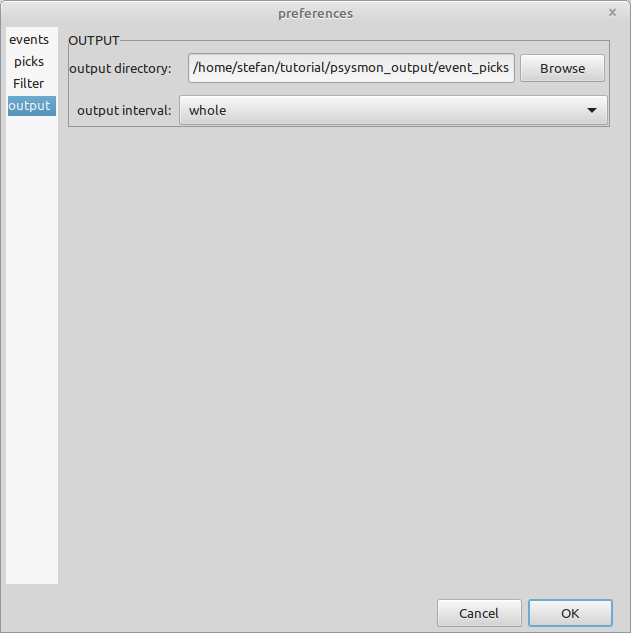 preferences
events
picks
Filter
output
OUTPUT
output directory: /home/stefan/tutorial/psysmon_output/event_picks Browse
output interval: whole
Cancel OK